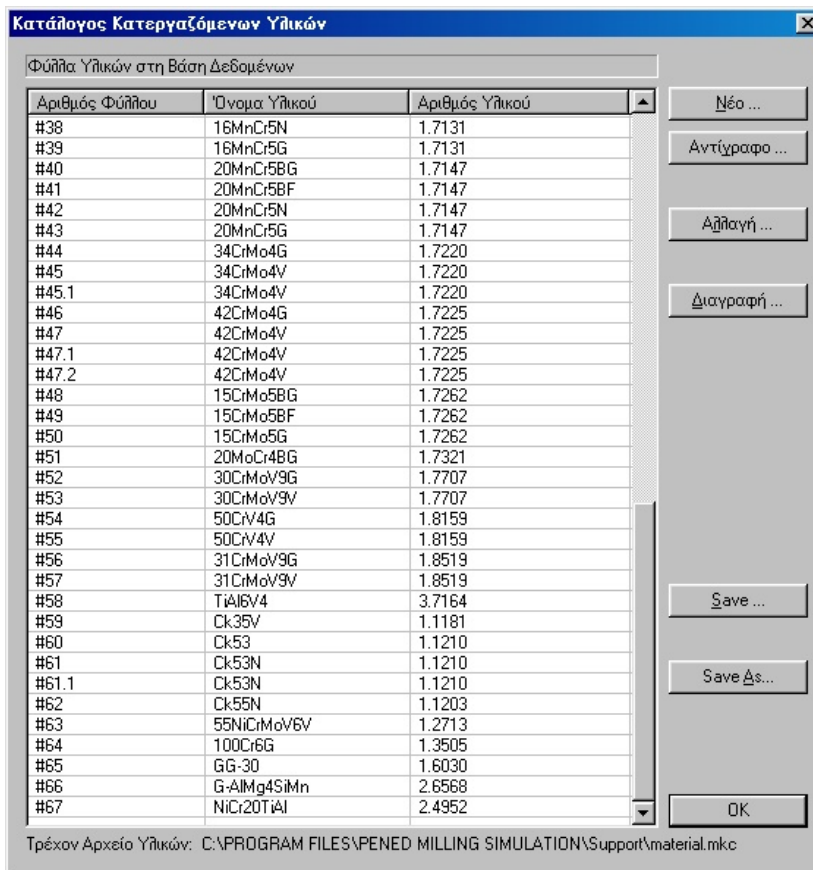 Κατάλογος Κατεργαζόμενων Υλικών
Φύλλα Υλικών στη Βάση Δεδομένων
Αριθμός Φύλλου Όνομα Υλικού Αριθμός Υλικού
#38 16MnCr5N 1.7131
#39 16MnCr5G 1.7131
#40 20MnCr5BG 1.7147
#41 20MnCr5BF 1.7147
#42 20MnCr5N 1.7147
#43 20MnCr5G 1.7147
#44 34CrMo4G 1.7220
#45 34CrMo4V 1.7220
#45.1 34CrMo4V 1.7220
#46 42CrMo4G 1.7225
#47 42CrMo4V 1.7225
#47.1 42CrMo4V 1.7225
#47.2 42CrMo4V 1.7225
#48 15CrMo5BG 1.7262
#49 15CrMo5BF 1.7262
#50 15CrMo5G 1.7262
#51 20MoCr4BG 1.7321
#52 30CrMoV9G 1.7707
#53 30CrMoV9V 1.7707
#54 50CrV4G 1.8159
#55 50CrV4V 1.8159
#56 31CrMoV9G 1.8519
#57 31CrMoV9V 1.8519
#58 TiAl6V4 3.7164
#59 Ck35V 1.1181
#60 Ck53 1.1210
#61 Ck53N 1.1210
#61.1 Ck53N 1.1210
#62 Ck55N 1.1203
#63 55NiCrMoV6V 1.2713
#64 100Cr6G 1.3505
#65 GG-30 1.6030
#66 G-AlMg4SiMn 2.6568
#67 NiCr20TiAl 2.4952
Νέο ...
Αντίγραφο ...
Αλλαγή ...
Διαγραφή ...
Save ...
Save As...
OK
Τρέχον Αρχείο Υλικών: C:\PROGRAM FILES\PENED MILLING SIMULATION\Support\material.mkc